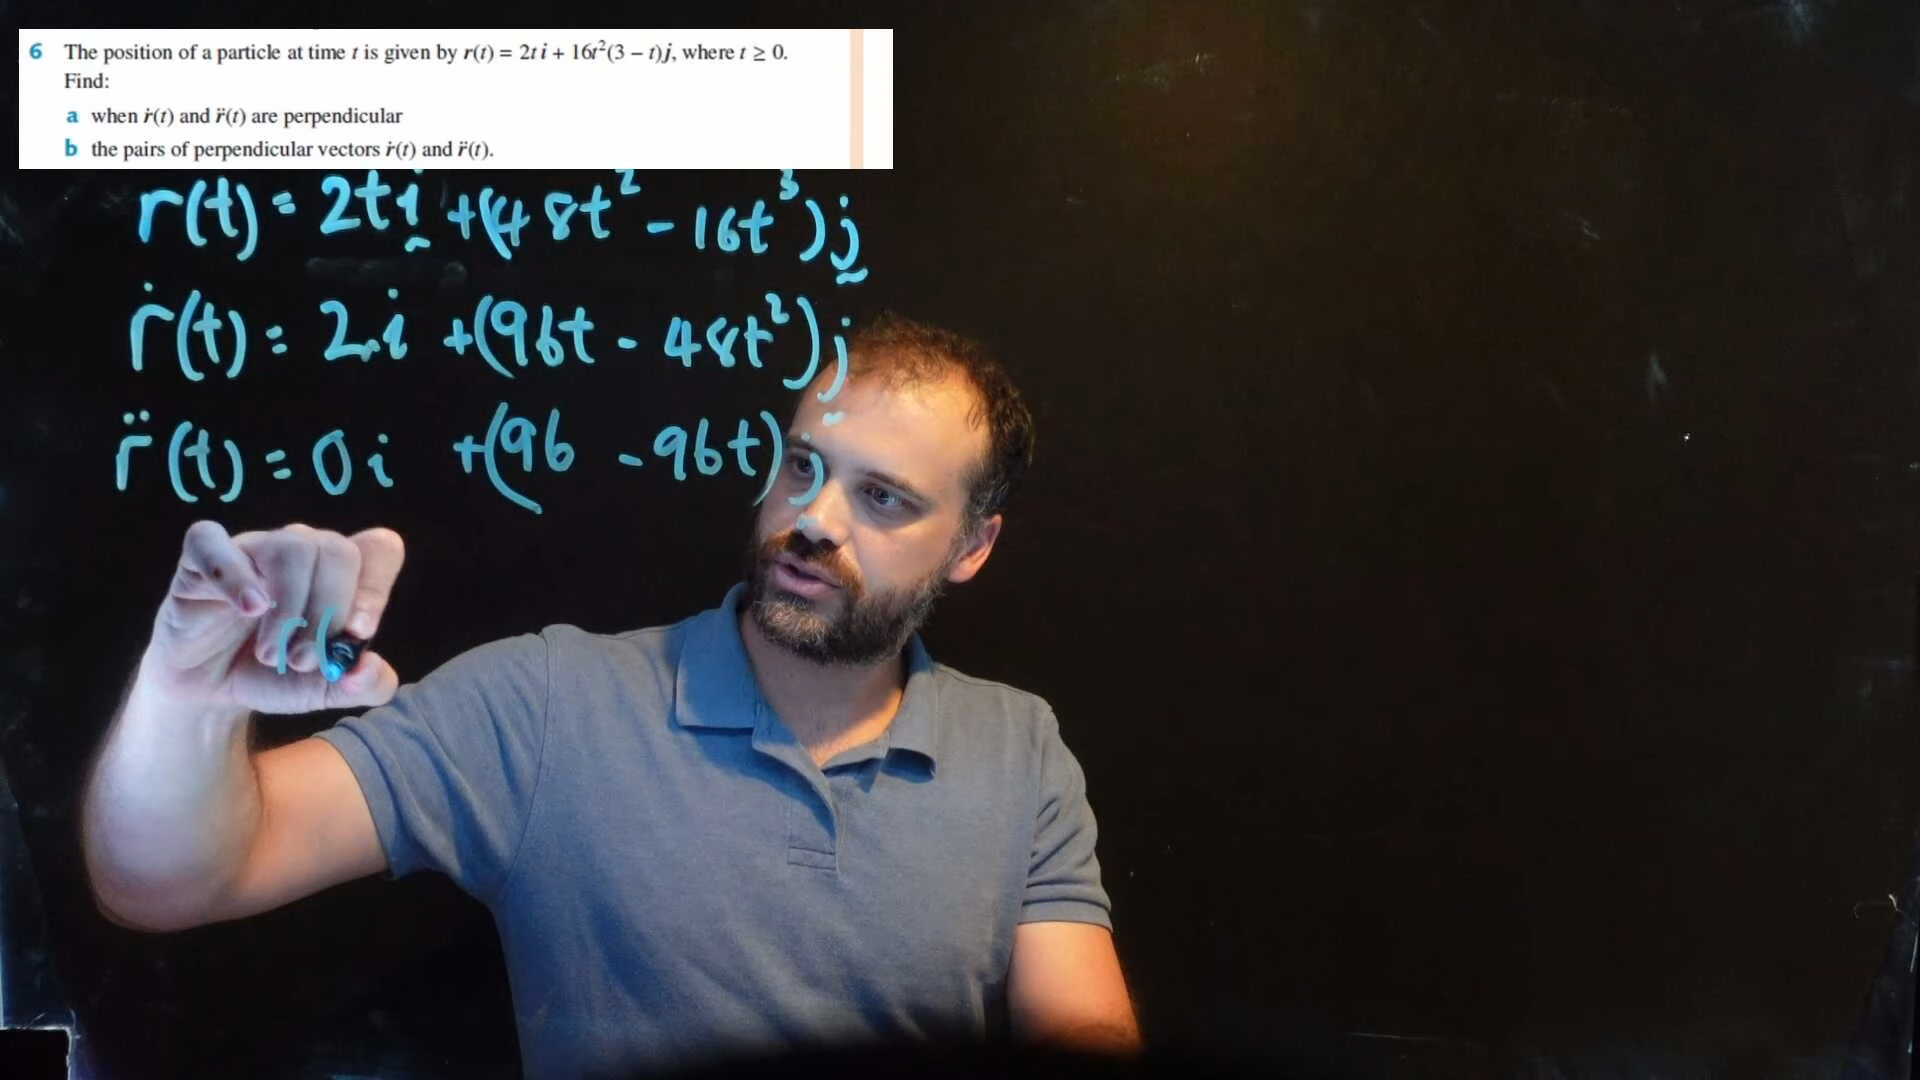 6 The position of a particle at time t is given by r(t) = 2t i + 16t²(3 – t)j, where t ≥ 0.
Find:
a when ṙ(t) and r̈(t) are perpendicular
b the pairs of perpendicular vectors ṙ(t) and r̈(t).
r(t) = 2ti + (48t² - 16t³)j
ṙ(t) = 2i + (96t - 48t²)j
r̈(t) = 0i + (96 - 96t)j
r(